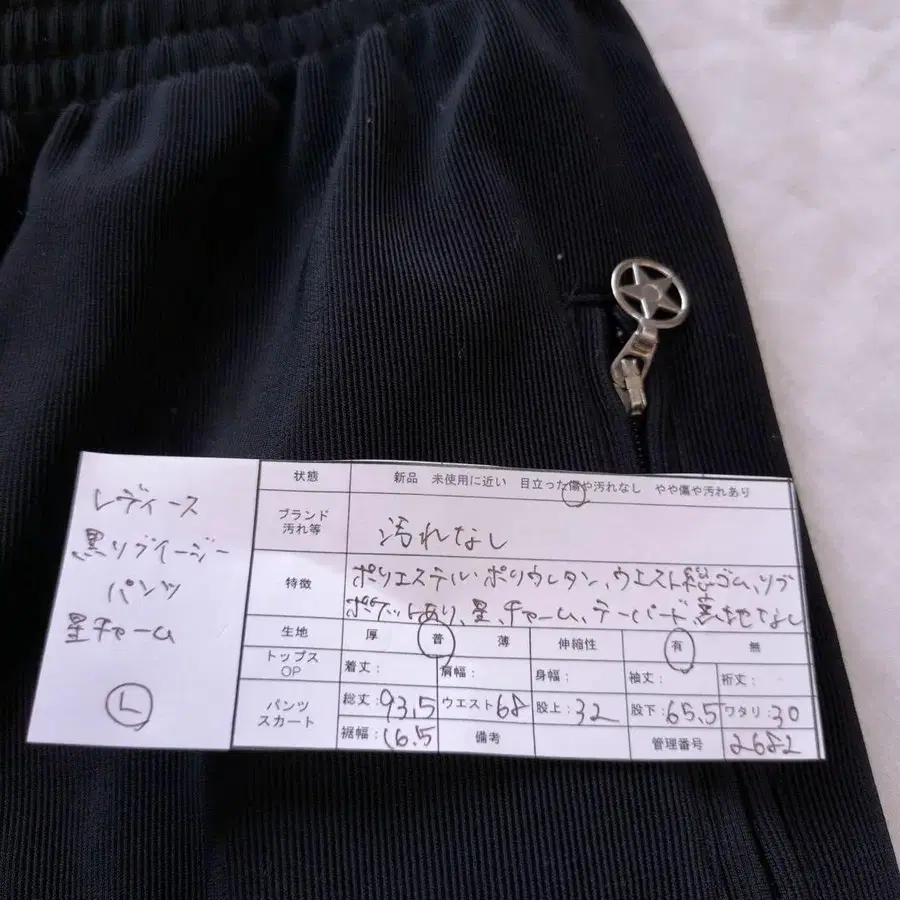 レディース
黒リブイージー
パンツ
星チャーム
L
状態 新品 未使用に近い 目立った傷や汚れなし やや傷や汚れあり
ブランド
汚れ等
汚れなし
特徴
ポリエステル・ポリウレタン、ウエスト総ゴム、リブ
ポケットあり、星、チャーム、テーパード 裏地なし
生地 厚 普 薄 伸縮性 有 無
トップス
OP
着丈: 肩幅: 身幅: 袖丈: 裄丈:
パンツ
スカート
総丈:93.5 ウエスト68 股上:32 股下:65.5 ワタリ:30
裾幅:16.5 備考 管理番号 2682